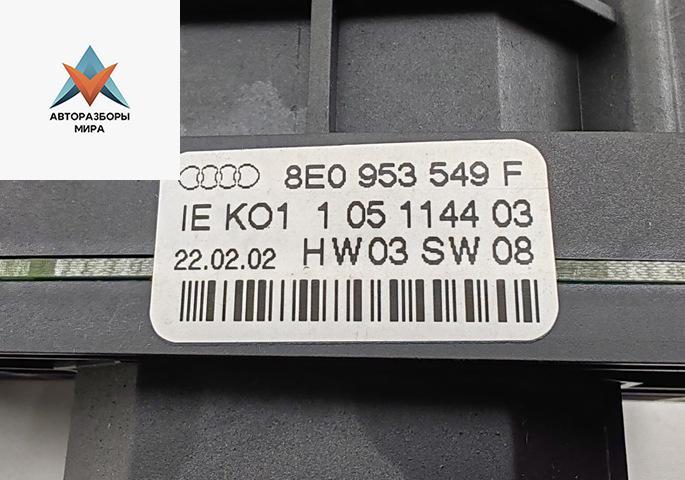 АВТОРАЗБОРЫ
МИРА
8E0 953 549 F
IE KO1 1 05 1144 03
22.02.02 HW03 SW08